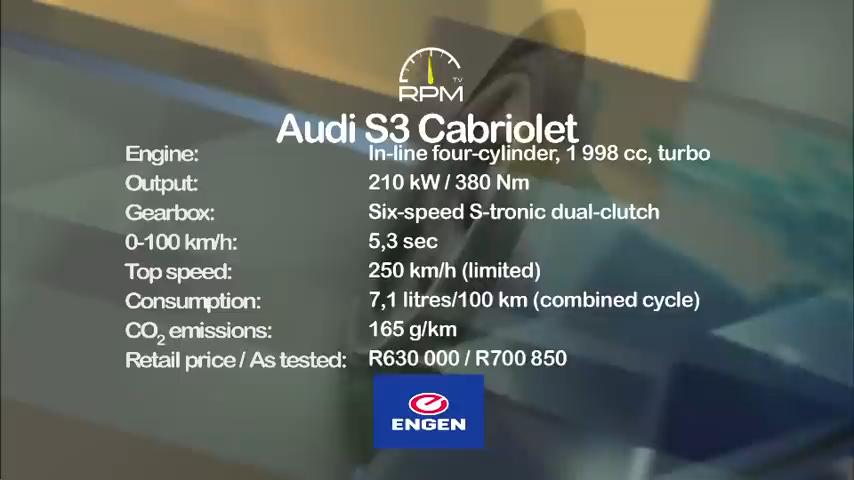 TV
RPM
Audi S3 Cabriolet
Engine: In-line four-cylinder, 1 998 cc, turbo
Output: 210 kW / 380 Nm
Gearbox: Six-speed S-tronic dual-clutch
0-100 km/h: 5,3 sec
Top speed: 250 km/h (limited)
Consumption: 7,1 litres/100 km (combined cycle)
CO2 emissions: 165 g/km
Retail price / As tested: R630 000 / R700 850
ENGEN